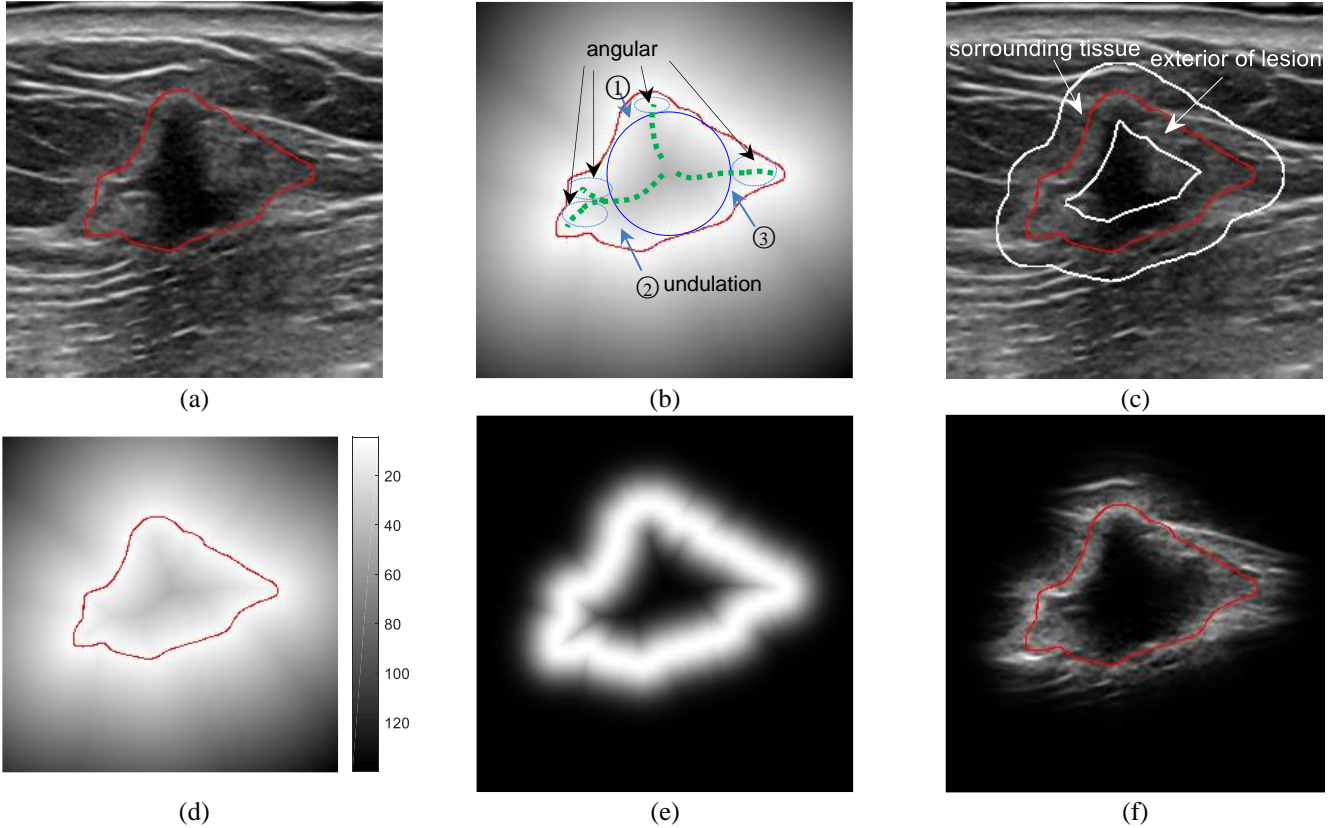 angular
①
②
undulation
③
(a)
(b)
sorrounding tissue
exterior of lesion
(c)
20
40
60
80
100
120
(d)
(e)
(f)